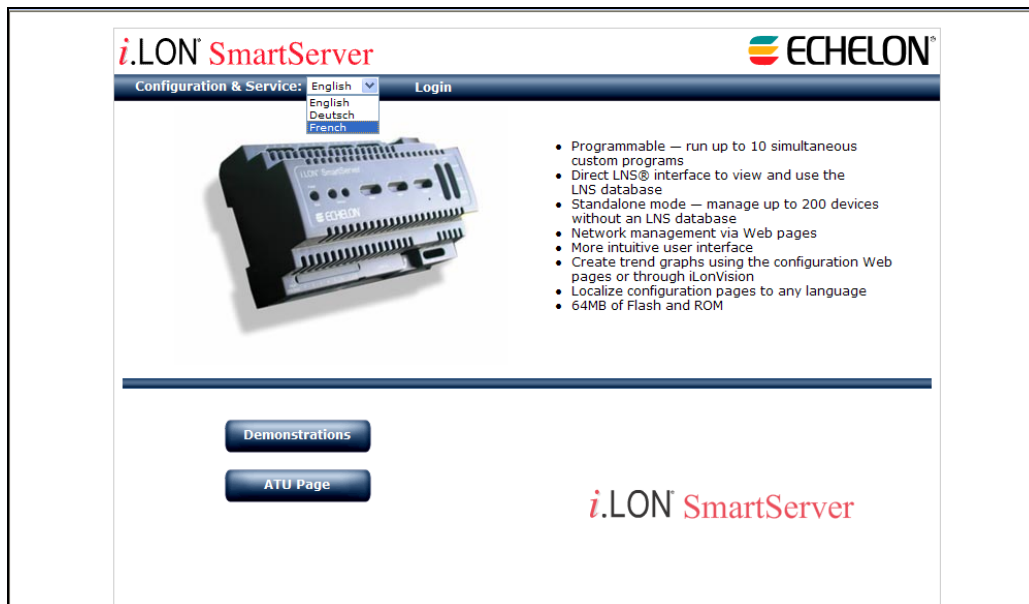 i.LON® SmartServer
ECHELON®
Configuration & Service: English Login
English
Deutsch
French
i.LON SmartServer
ECHELON
• Programmable — run up to 10 simultaneous
custom programs
• Direct LNS® interface to view and use the
LNS database
• Standalone mode — manage up to 200 devices
without an LNS database
• Network management via Web pages
• More intuitive user interface
• Create trend graphs using the configuration Web
pages or through iLonVision
• Localize configuration pages to any language
• 64MB of Flash and ROM
Demonstrations
ATU Page
i.LON® SmartServer